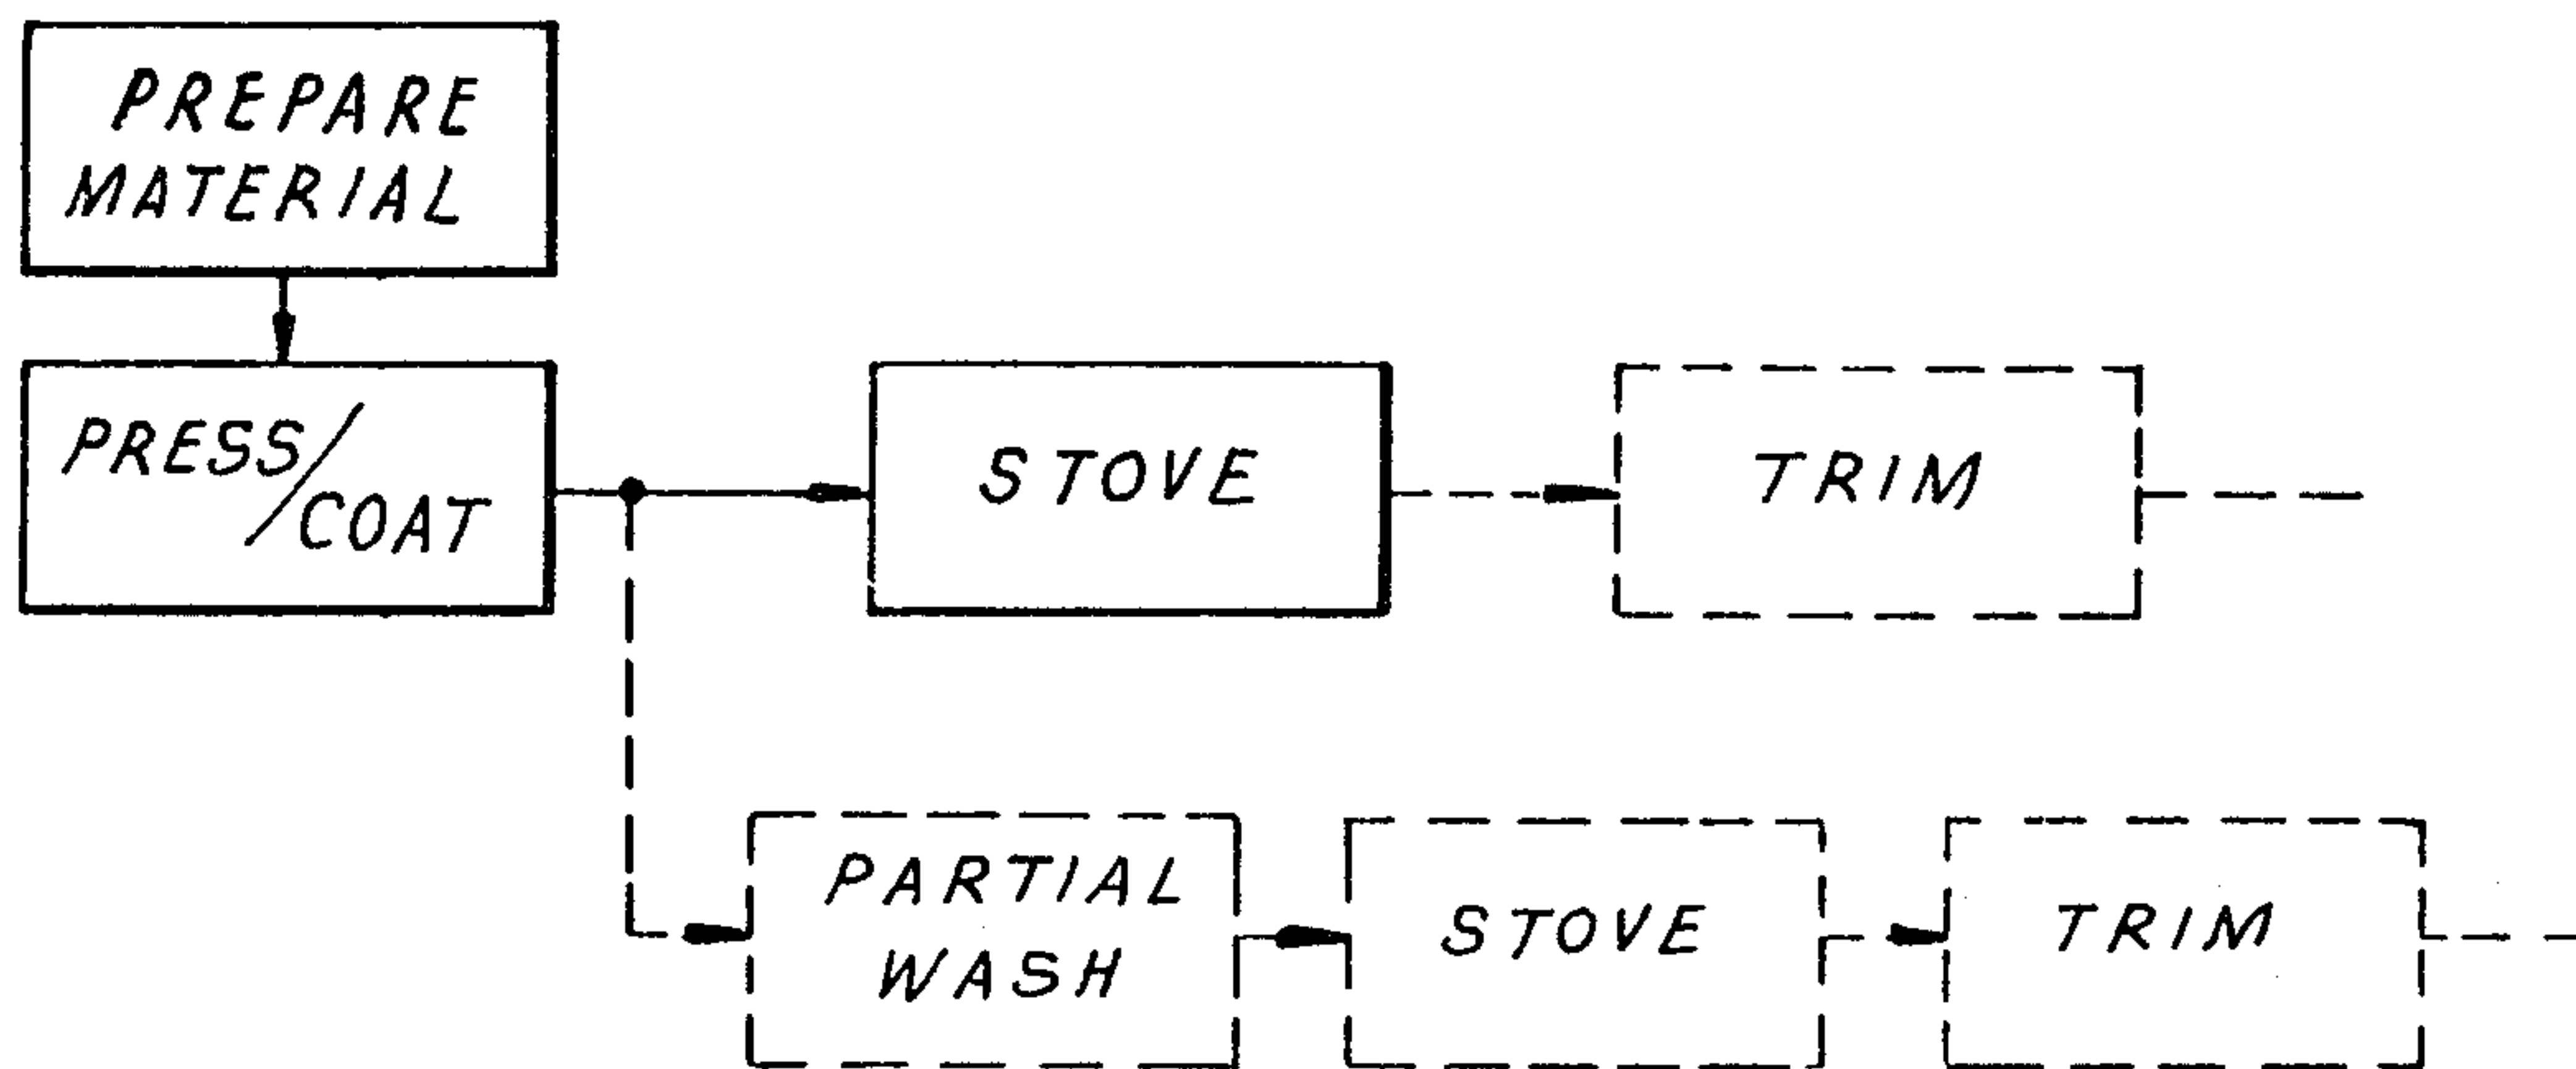 PREPARE
MATERIAL
PRESS/
COAT
STOVE
TRIM
PARTIAL
WASH
STOVE
TRIM